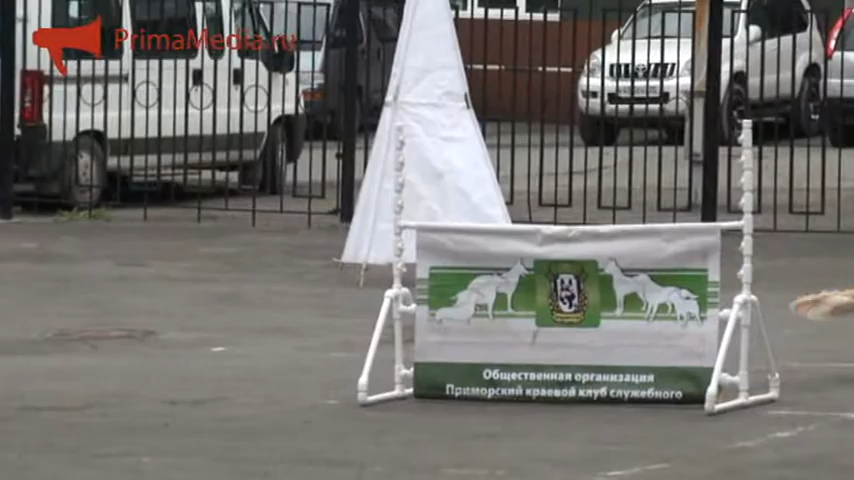 PrimaMedia.ru
Общественная организация
Приморский краевой клуб служебного